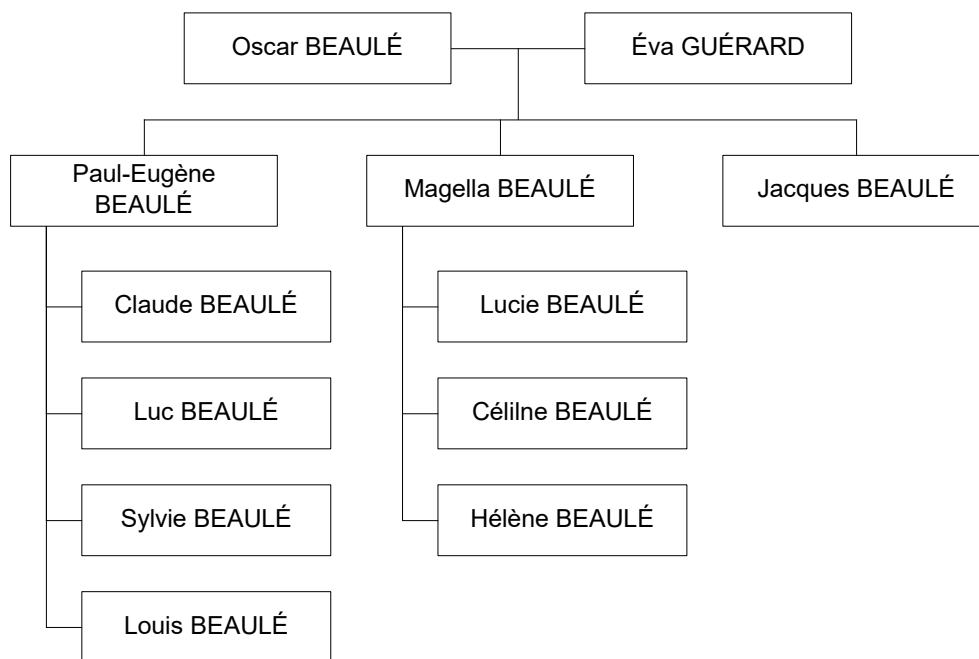 Oscar BEAULÉ
Éva GUÉRARD
Paul-Eugène
BEAULÉ
Magella BEAULÉ
Jacques BEAULÉ
Claude BEAULÉ
Lucie BEAULÉ
Luc BEAULÉ
Célilne BEAULÉ
Sylvie BEAULÉ
Hélène BEAULÉ
Louis BEAULÉ